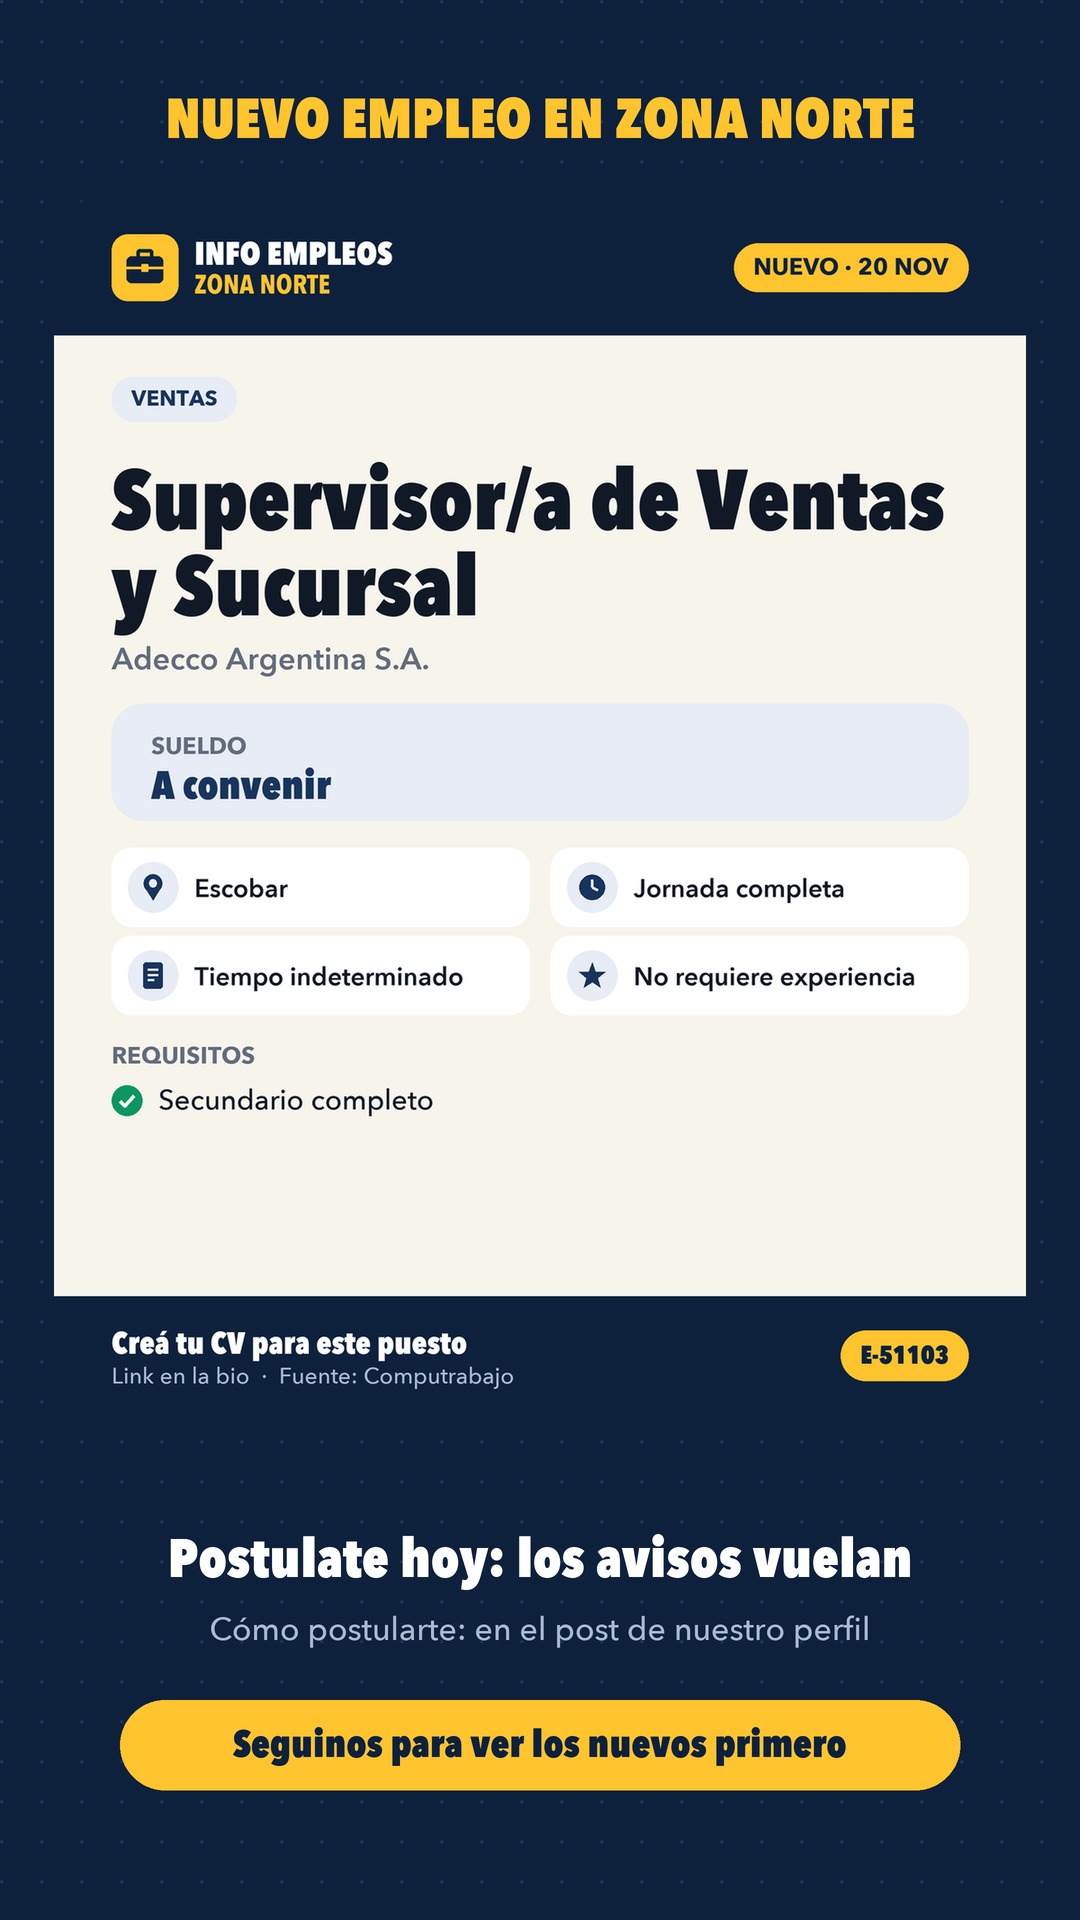 NUEVO EMPLEO EN ZONA NORTE
INFO EMPLEOS
ZONA NORTE
NUEVO · 20 NOV
VENTAS
Supervisor/a de Ventas
y Sucursal
Adecco Argentina S.A.
SUELDO
A convenir
Escobar
Jornada completa
Tiempo indeterminado
No requiere experiencia
REQUISITOS
Secundario completo
Creá tu CV para este puesto
Link en la bio · Fuente: Computrabajo
E-51103
Postulate hoy: los avisos vuelan
Cómo postularte: en el post de nuestro perfil
Seguinos para ver los nuevos primero